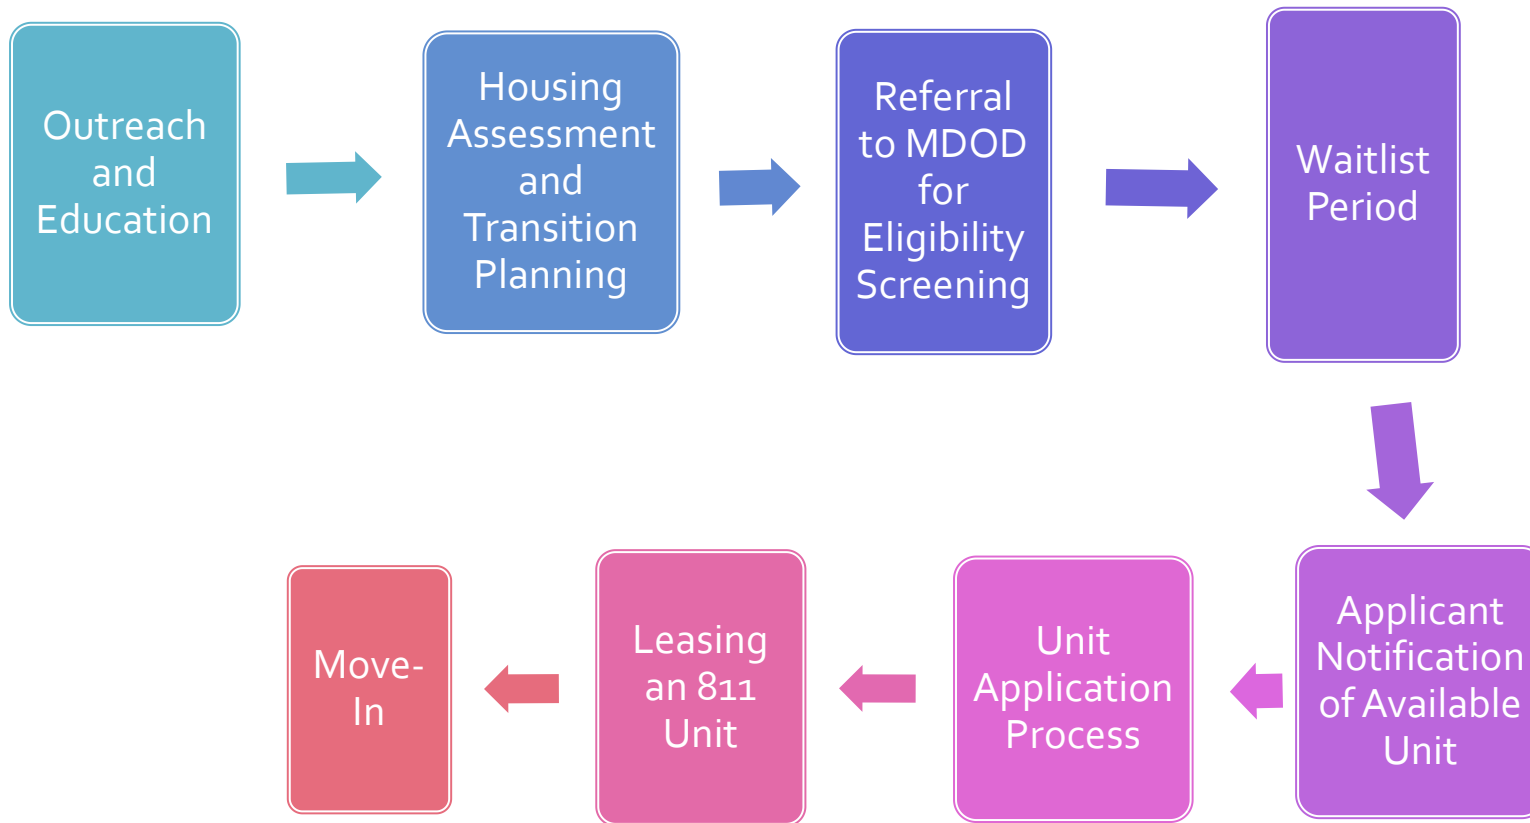 Outreach
and
Education
Housing
Assessment
and
Transition
Planning
Referral
to MDOD
for
Eligibility
Screening
Waitlist
Period
Applicant
Notification
of Available
Unit
Unit
Application
Process
Leasing
an 811
Unit
Move-
In